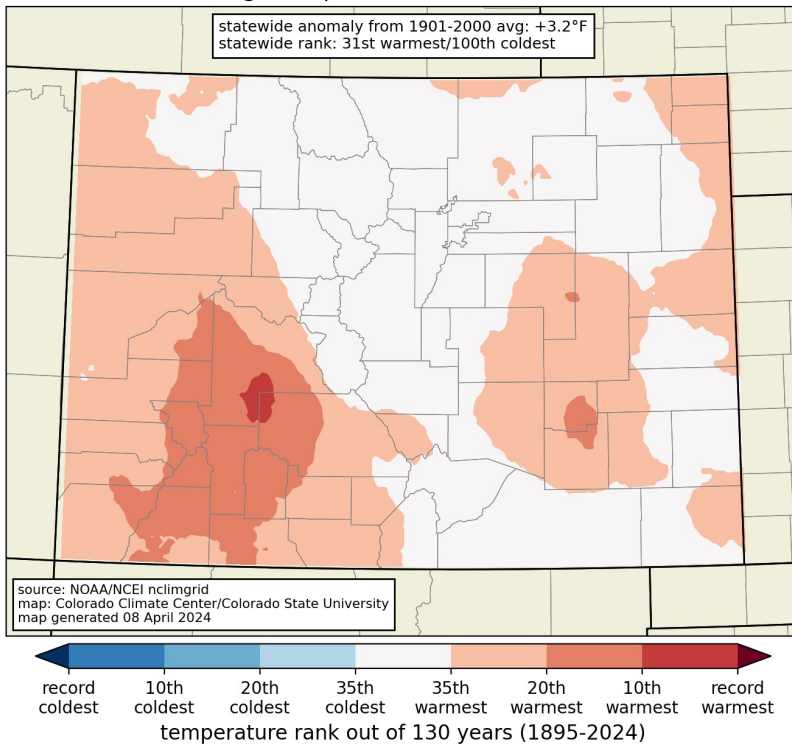 statewide anomaly from 1901-2000 avg: +3.2°F
statewide rank: 31st warmest/100th coldest
source: NOAA/NCEI nclimgrid
map: Colorado Climate Center/Colorado State University
map generated 08 April 2024
record coldest
10th coldest
20th coldest
35th coldest
35th warmest
20th warmest
10th warmest
record warmest
temperature rank out of 130 years (1895-2024)